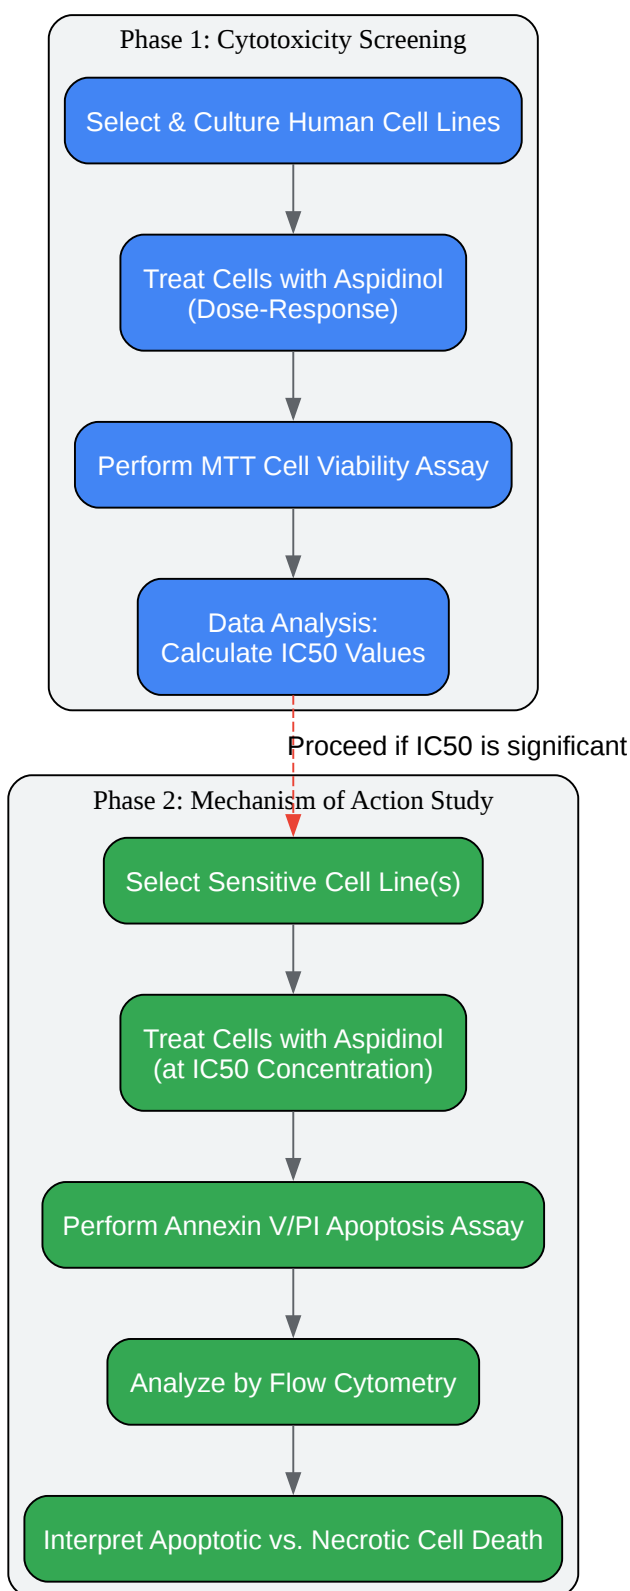 Phase 1: Cytotoxicity Screening
Select & Culture Human Cell Lines
Treat Cells with Aspidinol
(Dose-Response)
Perform MTT Cell Viability Assay
Data Analysis:
Calculate IC50 Values
Proceed if IC50 is significant
Phase 2: Mechanism of Action Study
Select Sensitive Cell Line(s)
Treat Cells with Aspidinol
(at IC50 Concentration)
Perform Annexin V/PI Apoptosis Assay
Analyze by Flow Cytometry
Interpret Apoptotic vs. Necrotic Cell Death